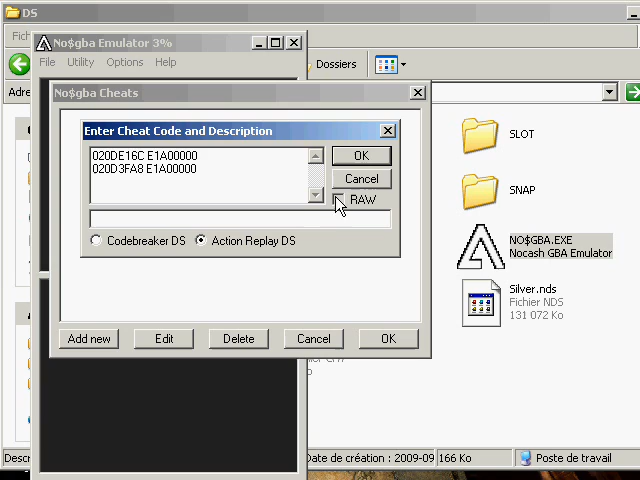 DS
Fich
No$gba Emulator 3%
File Utility Options Help
Dossiers
Adre
No$gba Cheats
Enter Cheat Code and Description
020DE16C E1A00000
020D3FA8 E1A00000
OK
Cancel
RAW
Codebreaker DS Action Replay DS
Add new Edit Delete Cancel OK
SLOT
SNAP
NO$GBA.EXE
Nocash GBA Emulator
Silver.nds
Fichier NDS
131 072 Ko
Descr
Date de création : 2009-09 166 Ko Poste de travail